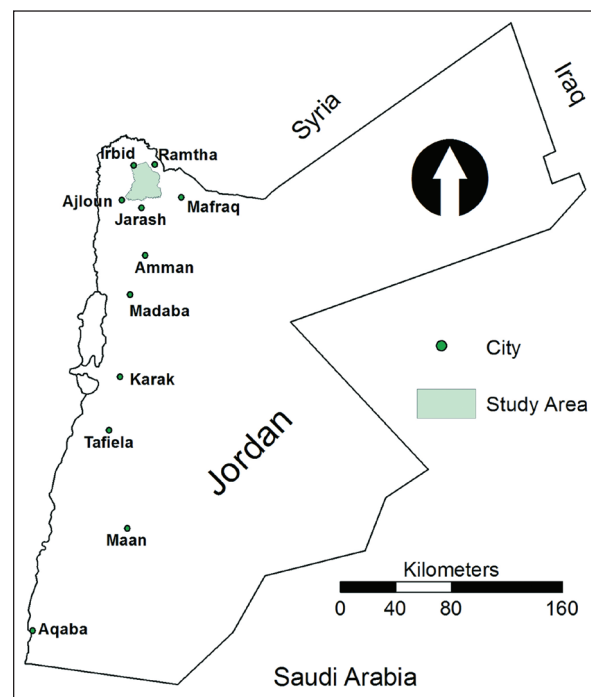 Syria
Iraq
Irbid
Ramtha
Ajloun
Mafraq
Jarash
Amman
Madaba
City
Karak
Study Area
Jordan
Tafiela
Maan
Kilometers
0 40 80 160
Aqaba
Saudi Arabia